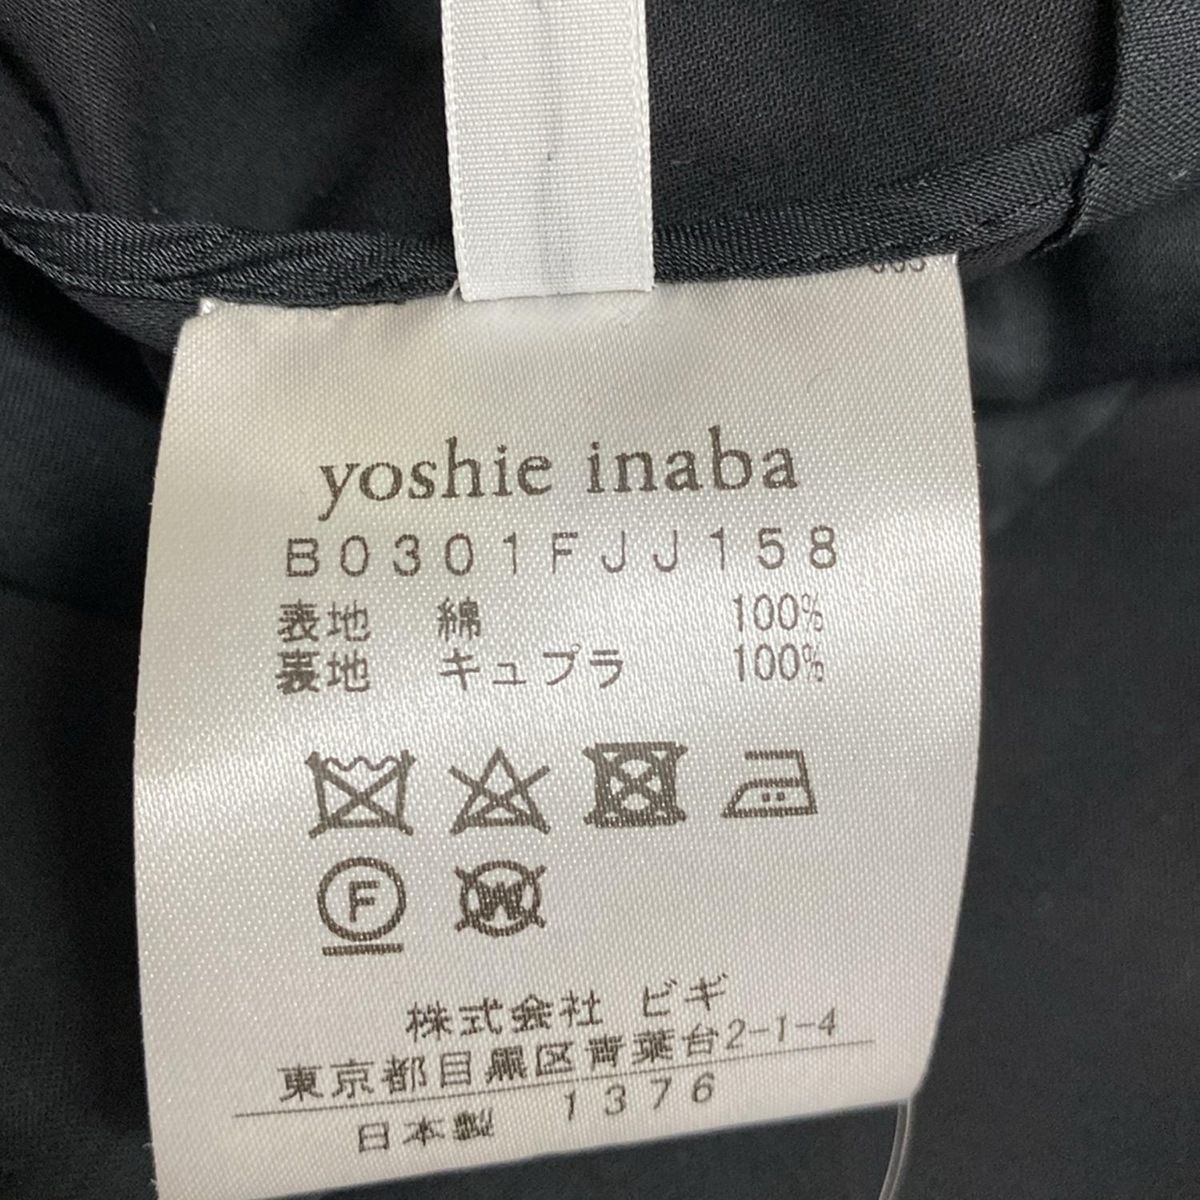 yoshie inaba
B0301FJJ158
表地 綿 100%
裏地 キュプラ 100%
F
W
株式会社 ビギ
東京都目黒区青葉台2-1-4
日本製 1376